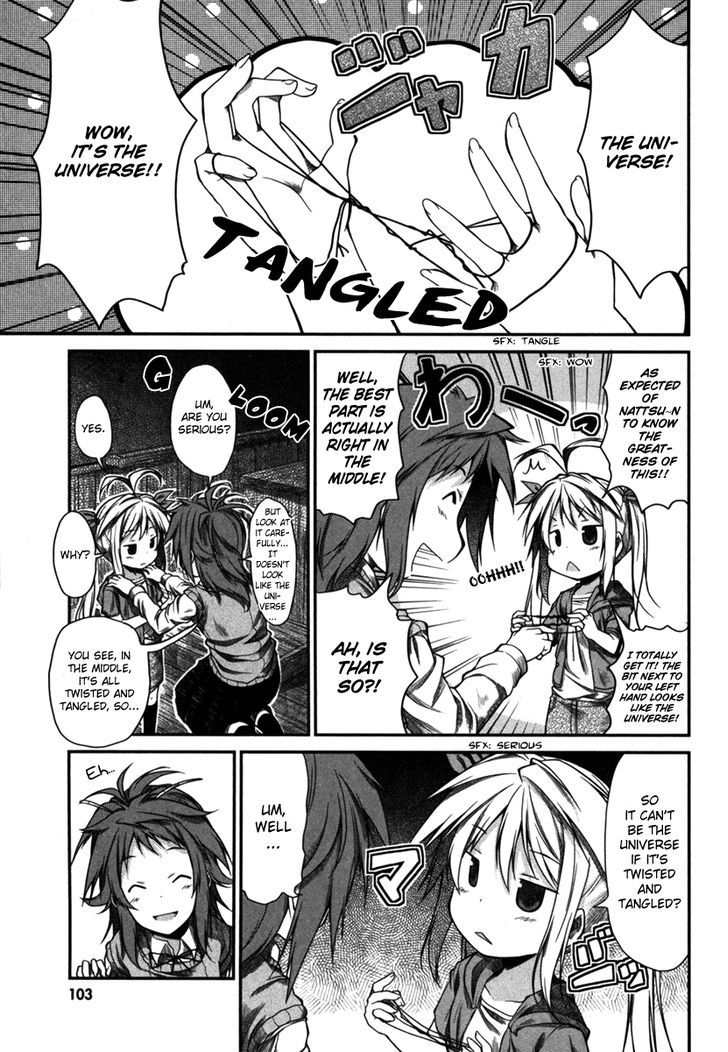 THE UNI-
VERSE!
ガ
ジャ
WOW,
IT'S THE
UNIVERSE!!
TANGLED
SFX: TANGLE
SFX: WOW
AS
EXPECTED
OF
NATTSU~N
TO KNOW
THE
GREAT-
NESS OF
THIS!!
わーっ
WELL,
THE BEST
PART IS
ACTUALLY
RIGHT IN
THE
MIDDLE!
OOHHH!!
I TOTALLY
GET IT! THE
BIT NEXT TO
YOUR LEFT
HAND LOOKS
LIKE THE
UNIVERSE!
AH, IS
THAT
SO?!
GLOOM
UM,
ARE YOU
SERIOUS?
YES.
BUT
LOOK AT
IT CARE-
FULLY...
IT
DOESN'T
LOOK
LIKE THE
UNI-
VERSE
...
WHY?
YOU SEE, IN
THE MIDDLE,
IT'S ALL
TWISTED AND
TANGLED, SO...
SFX: SERIOUS
SO
IT CAN'T
BE THE
UNIVERSE
IF IT'S
TWISTED
AND
TANGLED?
マ
ジッ
UM,
WELL
...
Eh...
103